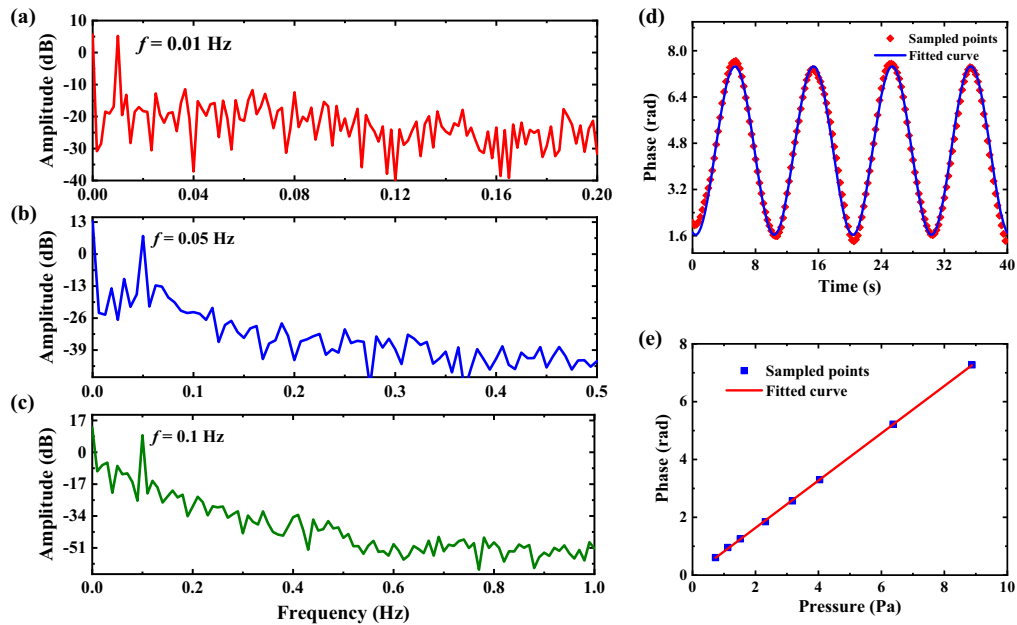 (a)
Amplitude (dB)
10
0
-10
-20
-30
-40
f = 0.01 Hz
0.00 0.04 0.08 0.12 0.16 0.20
(b)
Amplitude (dB)
13
0
-13
-26
-39
f = 0.05 Hz
0.0 0.1 0.2 0.3 0.4 0.5
(c)
Amplitude (dB)
17
0
-17
-34
-51
f = 0.1 Hz
0.0 0.2 0.4 0.6 0.8 1.0
Frequency (Hz)
(d)
Phase (rad)
8.0
6.4
4.8
3.2
1.6
Sampled points
Fitted curve
0 8 16 24 32 40
Time (s)
(e)
Phase (rad)
8
6
4
2
0
Sampled points
Fitted curve
0 2 4 6 8 10
Pressure (Pa)